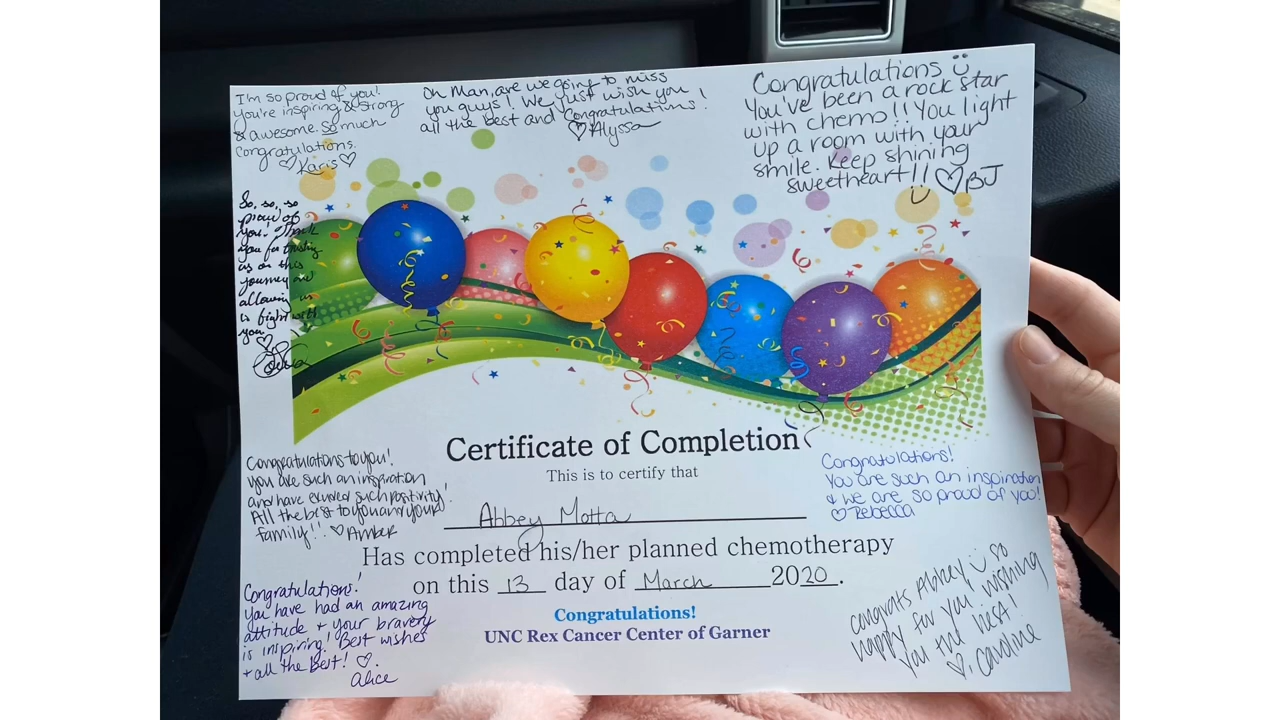 I'm so proud of you!
You're inspiring & strong
& awesome. So much
congratulations.
♡Karis♡
Oh Man, are we going to miss
you guys! We just wish you
all the best and Congratulations!
♡Alyssa
Congratulations
You've been a rock star
with chemo!! You light
up a room with your
smile. Keep shining
sweetheart!! ♡BJ
So, so, so
proud of
you! Thank
you for trusting
us on this
journey and
allowing us
to fight with
you.
♡
Certificate of Completion
This is to certify that
Abbey Motta
Has completed his/her planned chemotherapy
on this 13 day of March 2020.
Congratulations!
UNC Rex Cancer Center of Garner
Congratulations to you!
you are such an inspiration
and have exuded such positivity!
All the best to you and your
family!! ♡Amber
Congratulations!
You are such an inspiration
& we are so proud of you!
♡Rebecca
Congratulations!
you have had an amazing
attitude + your bravery
is inspiring! Best wishes
+ all the Best! ♡.
Alice
congrats Abbey so
happy for you! wishing
you the best!
♡, Caroline